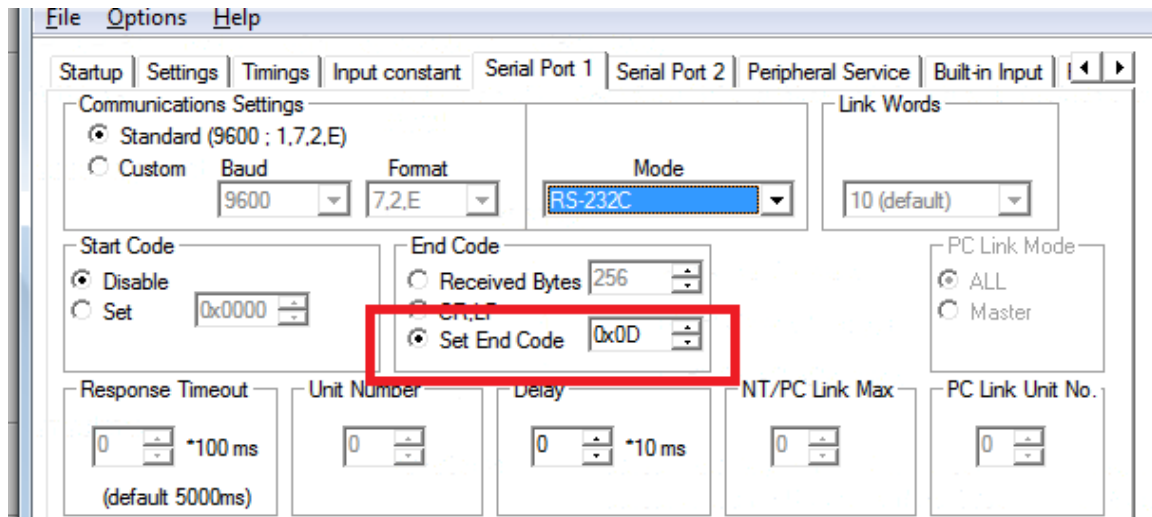 File Options Help
Startup Settings Timings Input constant Serial Port 1 Serial Port 2 Peripheral Service Built-in Input
Communications Settings
Link Words
Standard (9600 ; 1,7,2,E)
Custom Baud Format Mode
9600 7,2,E RS-232C 10 (default)
Start Code End Code PC Link Mode
Disable Received Bytes 256 ALL
Set 0x0000 CR,LF Master
Set End Code 0x0D
Response Timeout Unit Number Delay NT/PC Link Max PC Link Unit No.
0 *100 ms 0 0 *10 ms 0 0
(default 5000ms)